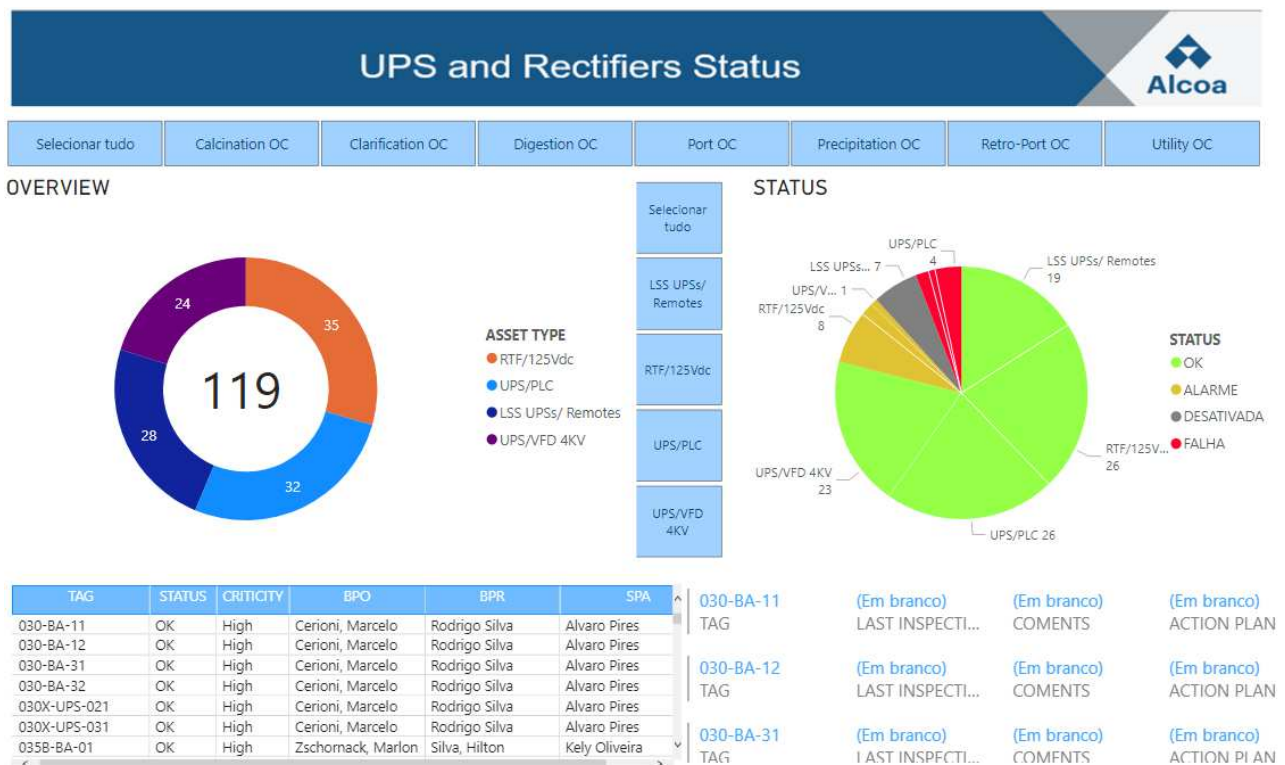 UPS and Rectifiers Status
Alcoa
Selecionar tudo
Calcination OC
Clarification OC
Digestion OC
Port OC
Precipitation OC
Retro-Port OC
Utility OC
OVERVIEW
24
35
119
28
32
ASSET TYPE
RTF/125Vdc
UPS/PLC
LSS UPSs/ Remotes
UPS/VFD 4KV
Selecionar
tudo
LSS UPSs/
Remotes
RTF/125Vdc
UPS/PLC
UPS/VFD
4KV
STATUS
UPS/PLC
4
LSS UPSs... 7
UPS/V... 1
RTF/125Vdc
8
LSS UPSs/ Remotes
19
RTF/125V...
26
UPS/VFD 4KV
23
UPS/PLC 26
STATUS
OK
ALARME
DESATIVADA
FALHA
TAG STATUS CRITICITY BPO BPR SPA
030-BA-11 OK High Cerioni, Marcelo Rodrigo Silva Alvaro Pires
030-BA-12 OK High Cerioni, Marcelo Rodrigo Silva Alvaro Pires
030-BA-31 OK High Cerioni, Marcelo Rodrigo Silva Alvaro Pires
030-BA-32 OK High Cerioni, Marcelo Rodrigo Silva Alvaro Pires
030X-UPS-021 OK High Cerioni, Marcelo Rodrigo Silva Alvaro Pires
030X-UPS-031 OK High Cerioni, Marcelo Rodrigo Silva Alvaro Pires
035B-BA-01 OK High Zschornack, Marlon Silva, Hilton Kely Oliveira
030-BA-11 (Em branco) (Em branco) (Em branco)
TAG LAST INSPECTI... COMENTS ACTION PLAN
030-BA-12 (Em branco) (Em branco) (Em branco)
TAG LAST INSPECTI... COMENTS ACTION PLAN
030-BA-31 (Em branco) (Em branco) (Em branco)
TAG LAST INSPECTI... COMENTS ACTION PLAN